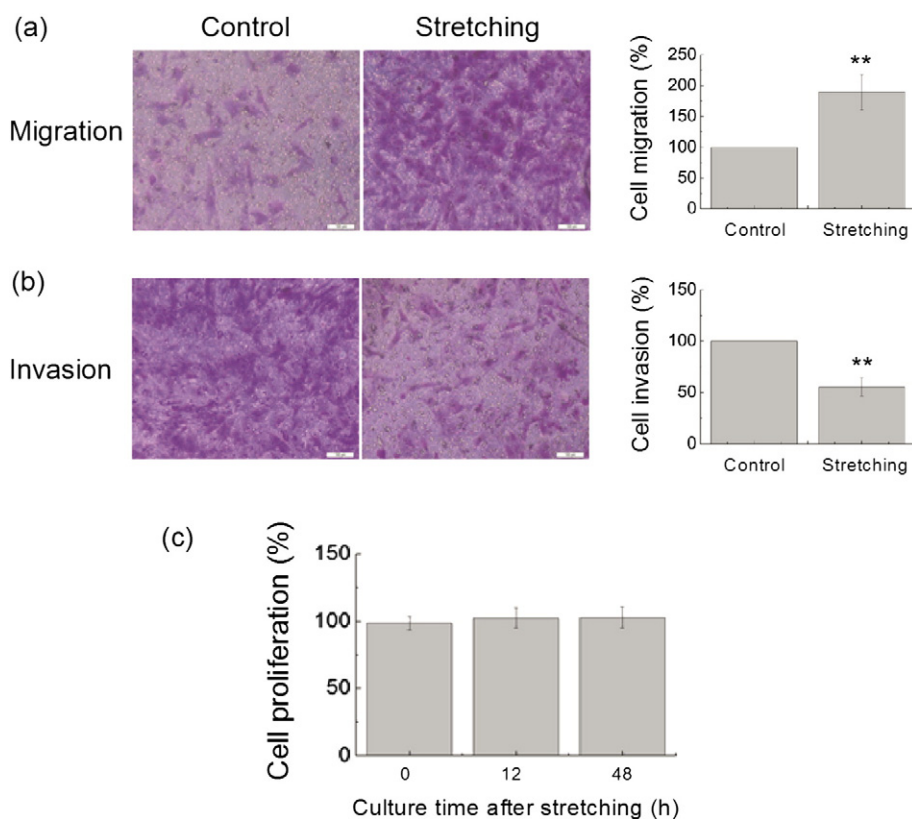 (a)
Control
Stretching
Migration
Cell migration (%)
250
200
150
100
50
0
**
Control
Stretching
(b)
Invasion
Cell invasion (%)
150
100
50
0
**
Control
Stretching
(c)
Cell proliferation (%)
150
100
50
0
0
12
48
Culture time after stretching (h)